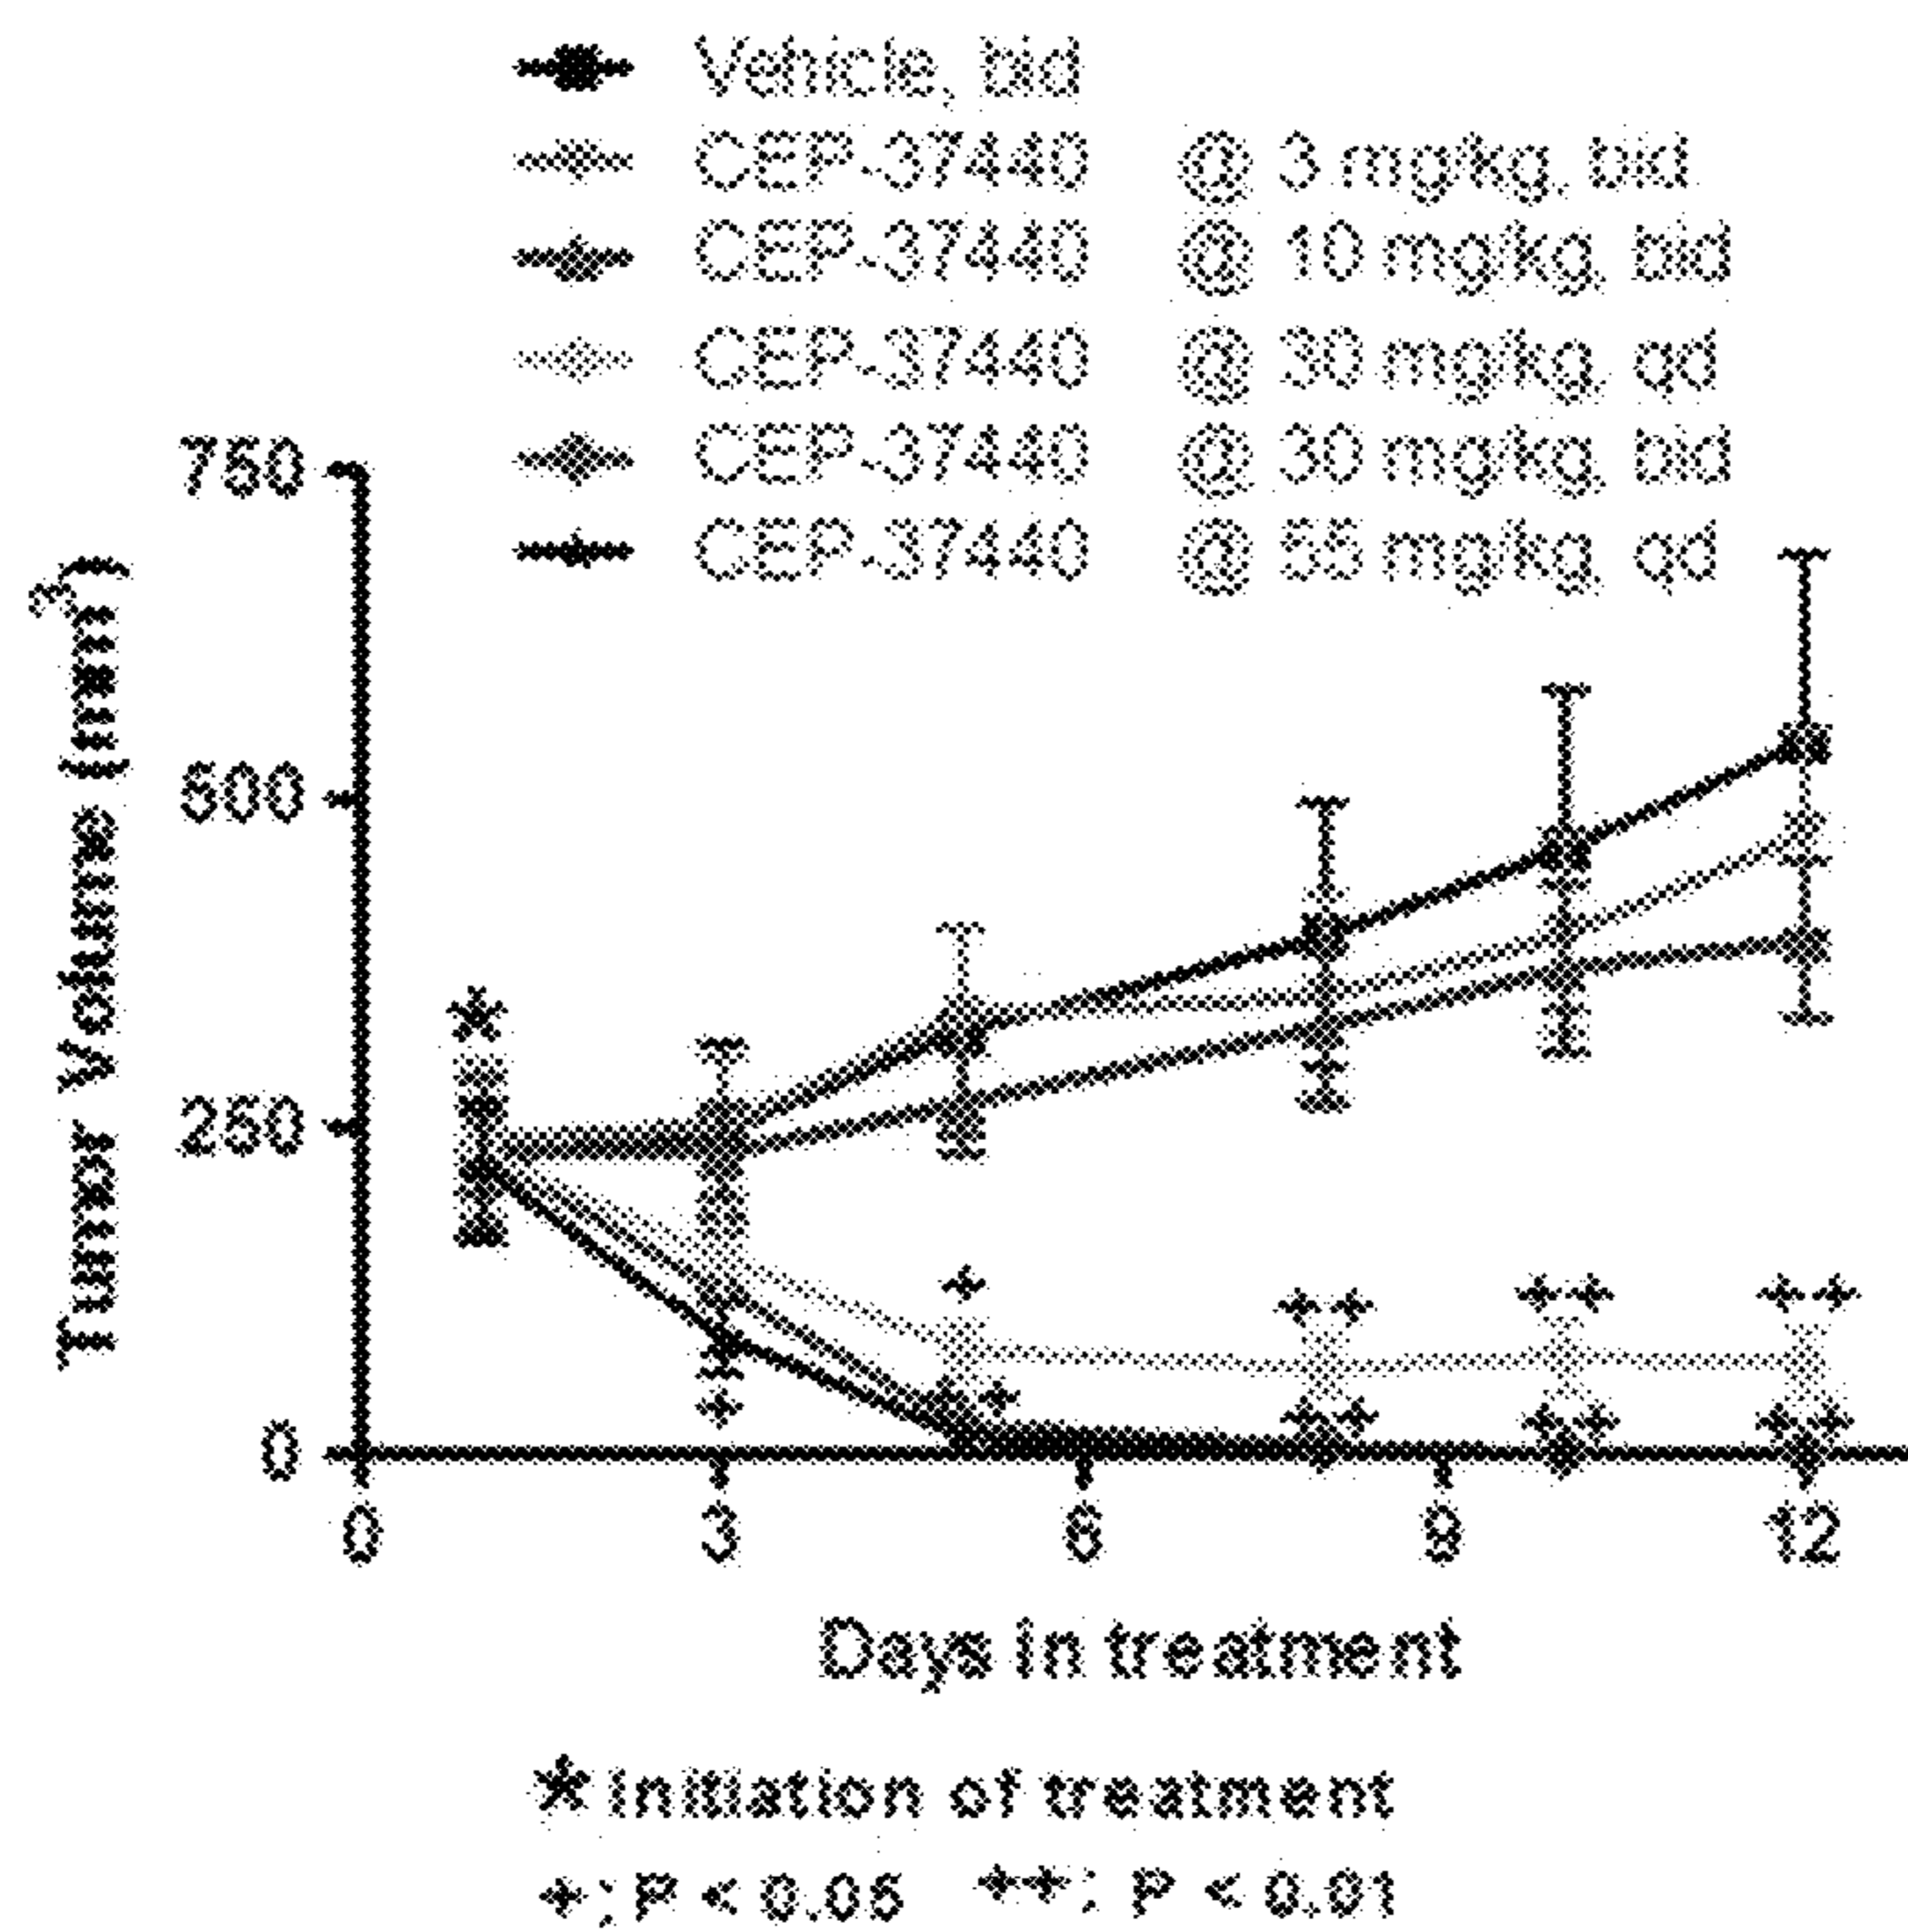 Vehicle, bid
CEP-37440 @ 3 mg/kg, bid
CEP-37440 @ 10 mg/kg, bid
CEP-37440 @ 30 mg/kg, qd
CEP-37440 @ 30 mg/kg, bid
CEP-37440 @ 55 mg/kg, qd
Tumor Volume (mm3)
750
500
250
0
*
+
+
++
++
++
++
++
++
++
0 3 6 9 12
Days in treatment
* initiation of treatment
+; P < 0.05 ++; P < 0.01